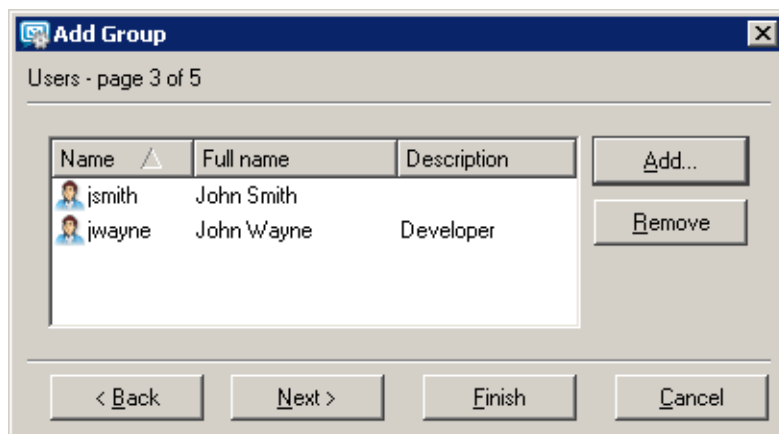 Add Group
Users - page 3 of 5
Name Full name Description
jsmith John Smith
jwayne John Wayne Developer
Add...
Remove
< Back Next > Finish Cancel